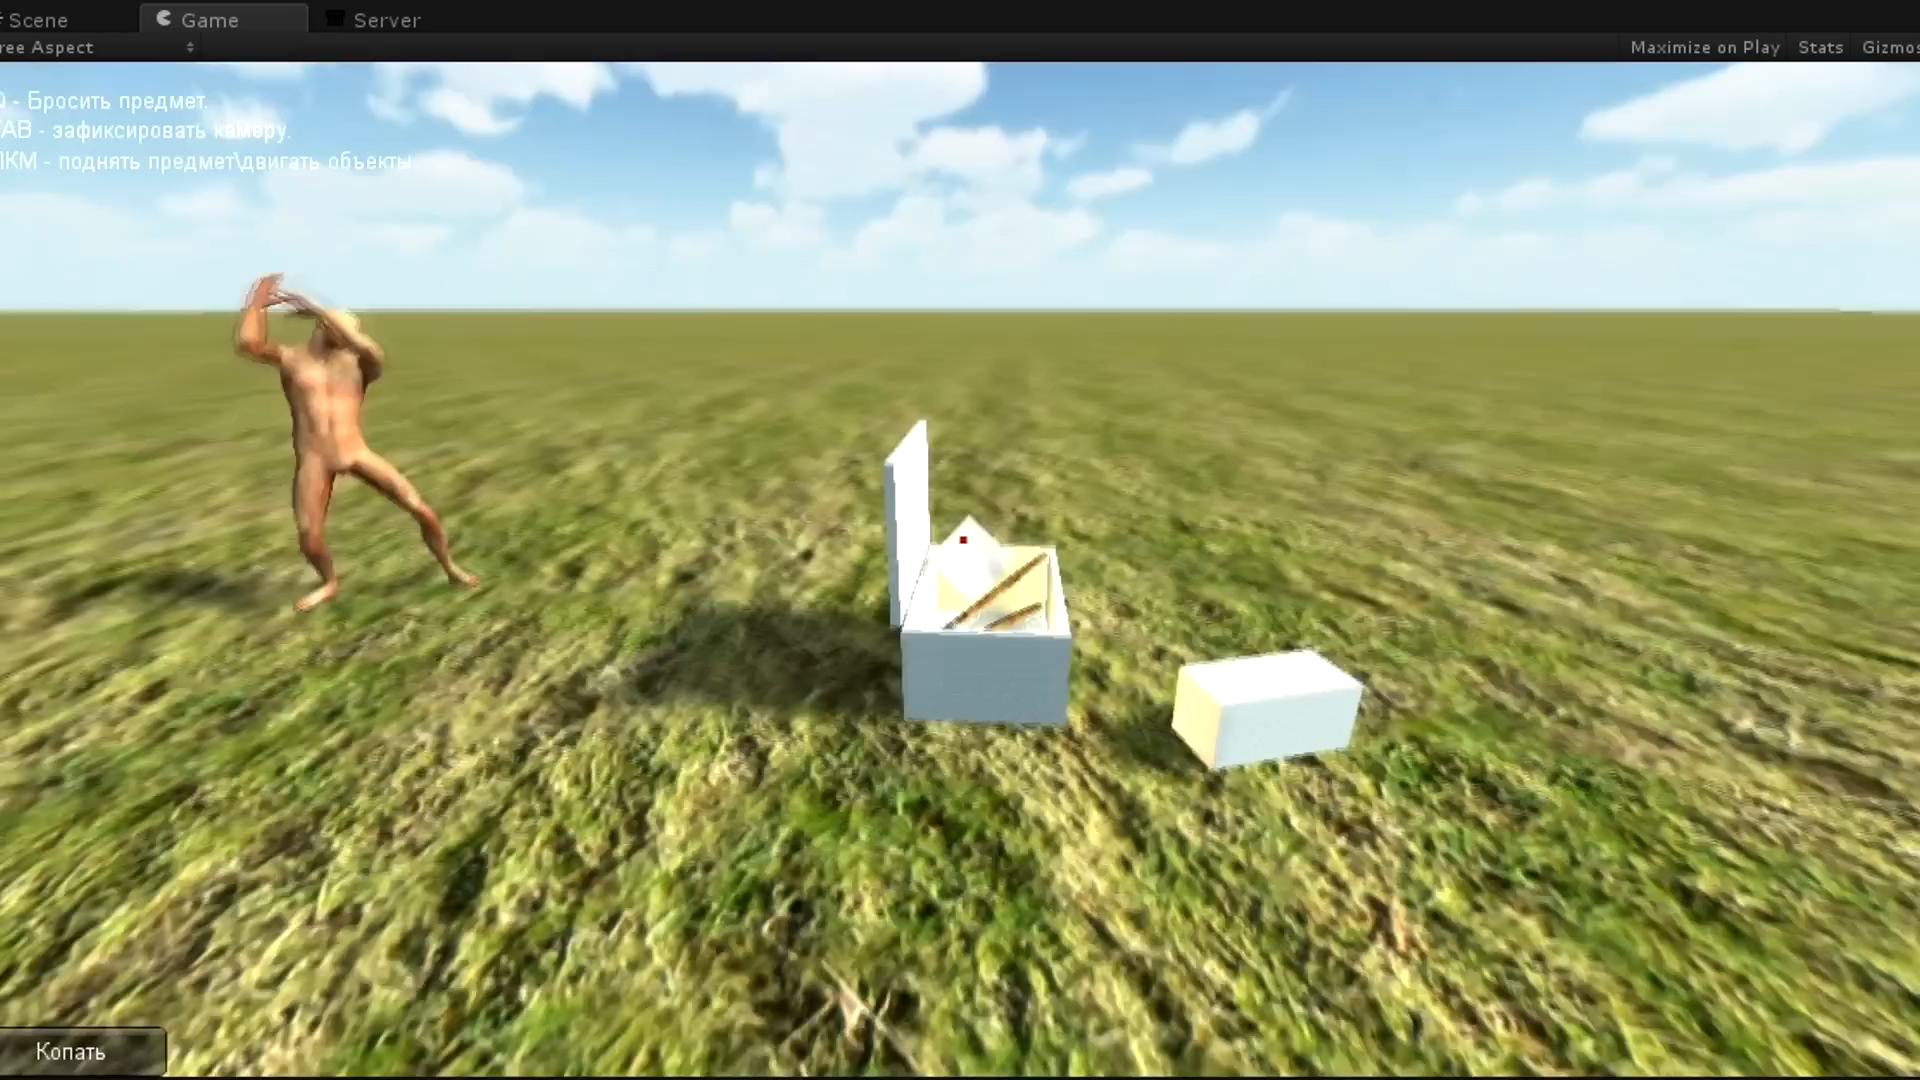 Scene Game Server
ree Aspect Maximize on Play Stats Gizmos
- Бросить предмет.
AB - зафиксировать камеру.
ПКМ - поднять предмет\двигать объекты
Копать